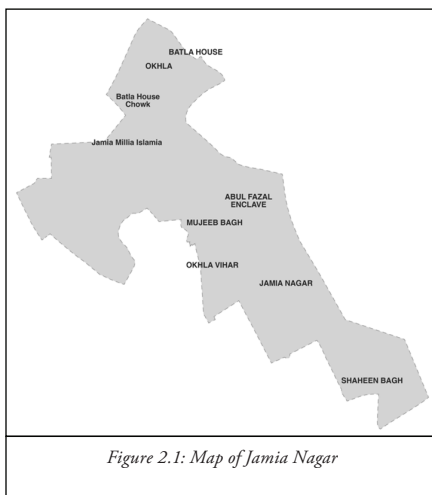 BATLA HOUSE
OKHLA
Batla House
Chowk
Jamia Millia Islamia
ABUL FAZAL
ENCLAVE
MUJEEB BAGH
OKHLA VIHAR
JAMIA NAGAR
SHAHEEN BAGH
Figure 2.1: Map of Jamia Nagar